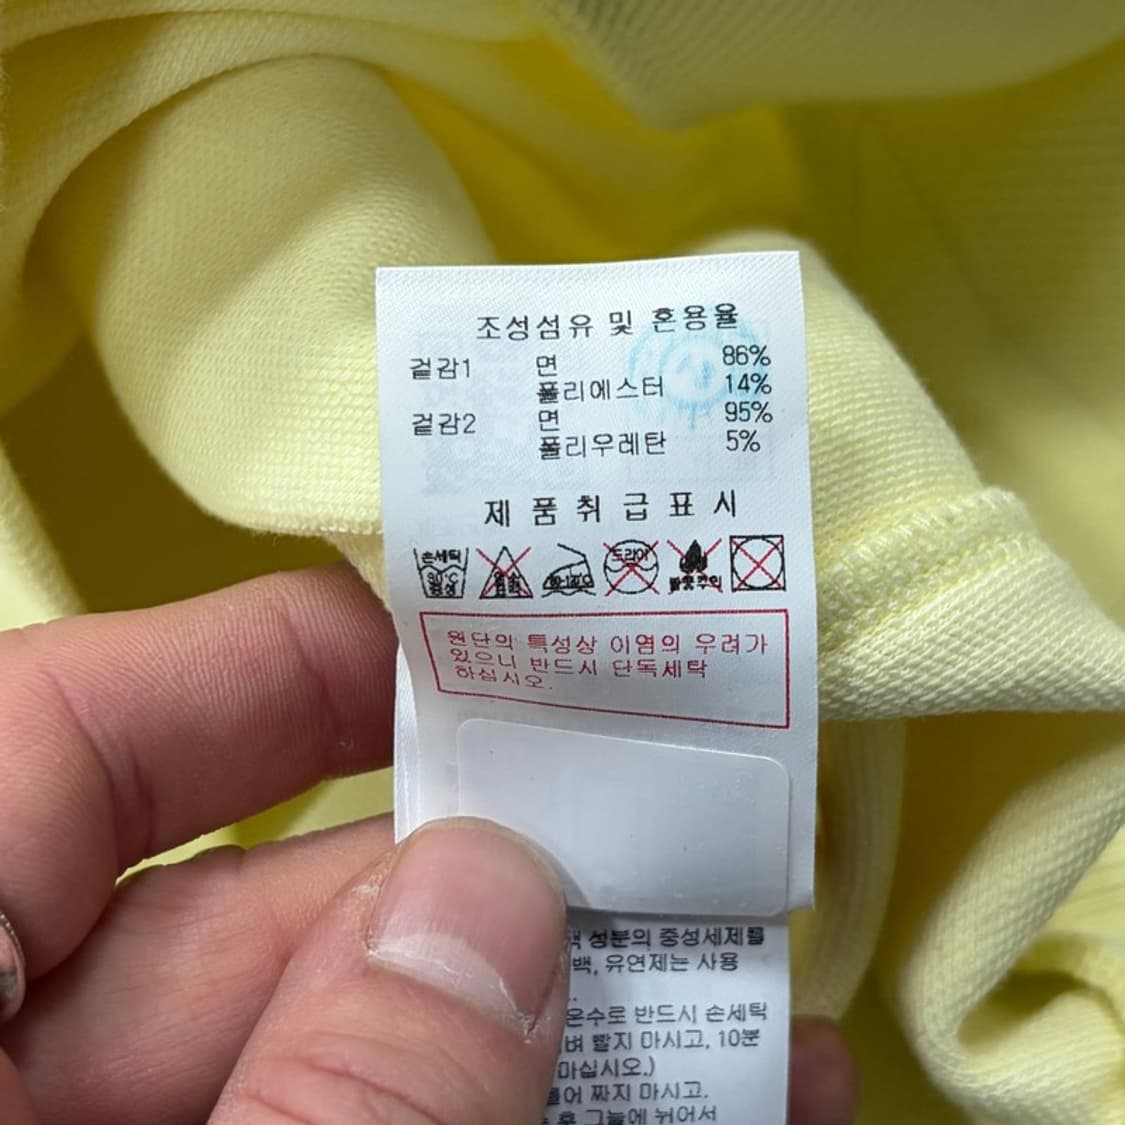 조성섬유 및 혼용율
겉감1 면 86%
폴리에스터 14%
겉감2 면 95%
폴리우레탄 5%
제 품 취 급 표 시
손세탁 30°C 중성
드라이
원단의 특성상 이염의 우려가
있으니 반드시 단독세탁
하십시오.
성분의 중성세제를
백, 유연제는 사용
온수로 반드시 손세탁
빨지 마시고, 10분
마십시오.)
짜지 마시고.
후 그늘에 뉘어서